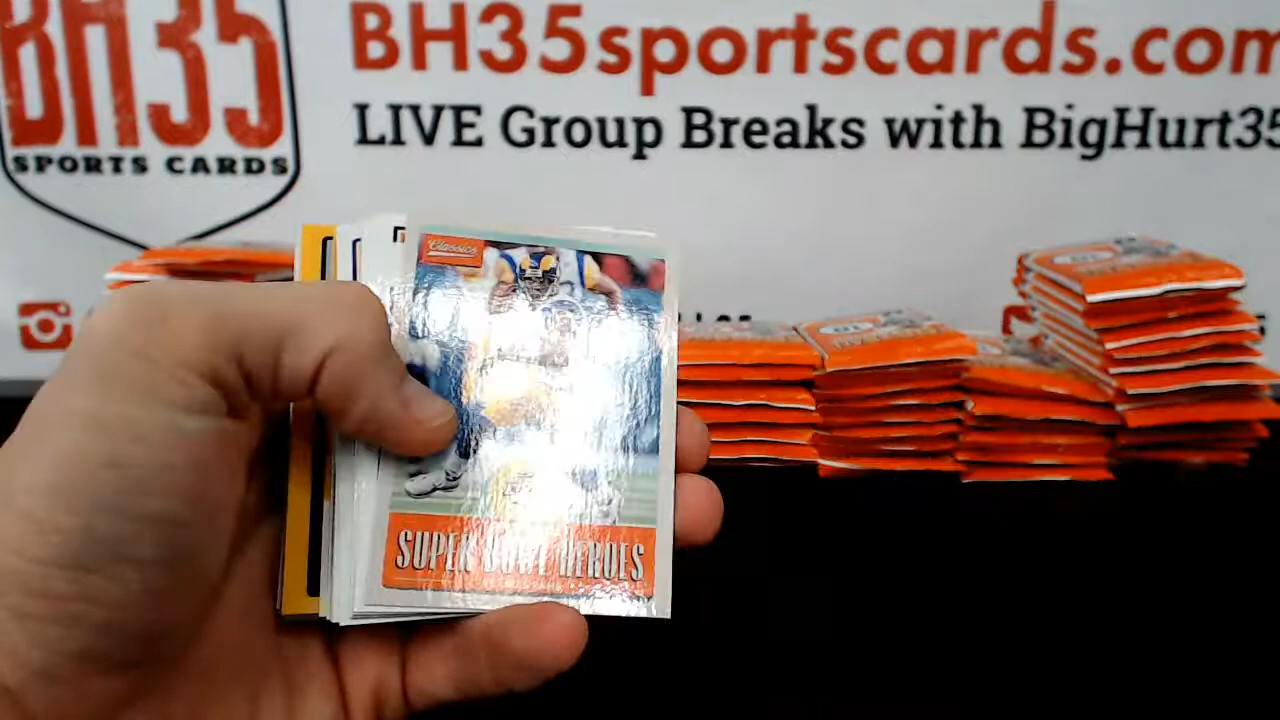 BH35
SPORTS CARDS
BH35sportscards.com
LIVE Group Breaks with BigHurt35
Classics
SUPER BOWL HEROES